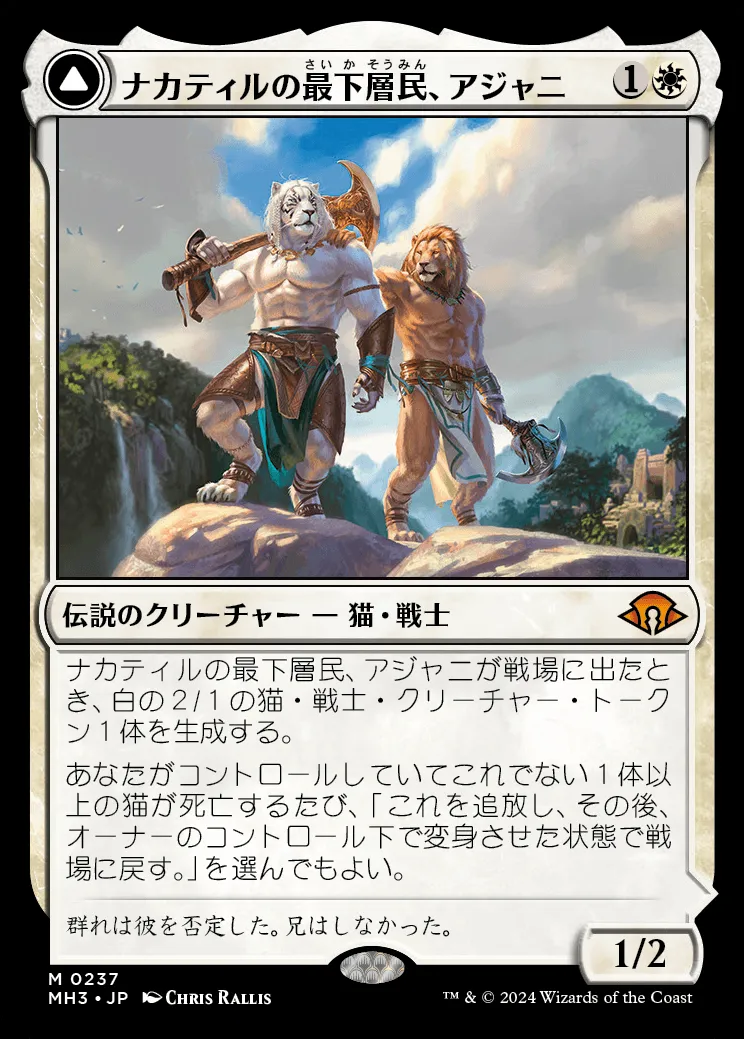 さいかそうみん
ナカティルの最下層民、アジャニ 1
伝説のクリーチャー — 猫・戦士
ナカティルの最下層民、アジャニが戦場に出たと
き、白の2/1の猫・戦士・クリーチャー・トーク
ン1体を生成する。
あなたがコントロールしていてこれでない1体以
上の猫が死亡するたび、「これを追放し、その後、
オーナーのコントロール下で変身させた状態で戦
場に戻す。」を選んでもよい。
群れは彼を否定した。兄はしなかった。
1/2
M 0237
MH3 • JP Chris Rallis
™ & © 2024 Wizards of the Coast